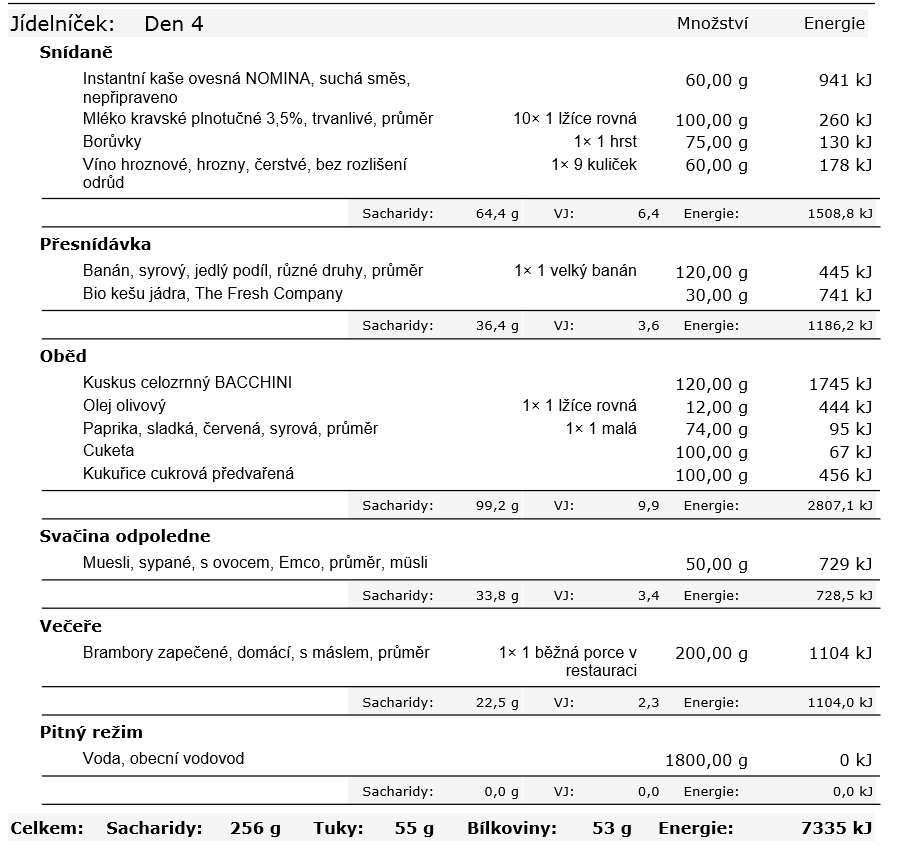 Jídelníček: Den 4 Množství Energie
Snídaně
Instantní kaše ovesná NOMINA, suchá směs, 60,00 g 941 kJ
nepřipraveno
Mléko kravské plnotučné 3,5%, trvanlivé, průměr 10× 1 lžíce rovná 100,00 g 260 kJ
Borůvky 1× 1 hrst 75,00 g 130 kJ
Víno hroznové, hrozny, čerstvé, bez rozlišení 1× 9 kuliček 60,00 g 178 kJ
odrůd
Sacharidy: 64,4 g VJ: 6,4 Energie: 1508,8 kJ
Přesnídávka
Banán, syrový, jedlý podíl, různé druhy, průměr 1× 1 velký banán 120,00 g 445 kJ
Bio kešu jádra, The Fresh Company 30,00 g 741 kJ
Sacharidy: 36,4 g VJ: 3,6 Energie: 1186,2 kJ
Oběd
Kuskus celozrnný BACCHINI 120,00 g 1745 kJ
Olej olivový 1× 1 lžíce rovná 12,00 g 444 kJ
Paprika, sladká, červená, syrová, průměr 1× 1 malá 74,00 g 95 kJ
Cuketa 100,00 g 67 kJ
Kukuřice cukrová předvařená 100,00 g 456 kJ
Sacharidy: 99,2 g VJ: 9,9 Energie: 2807,1 kJ
Svačina odpoledne
Muesli, sypané, s ovocem, Emco, průměr, müsli 50,00 g 729 kJ
Sacharidy: 33,8 g VJ: 3,4 Energie: 728,5 kJ
Večeře
Brambory zapečené, domácí, s máslem, průměr 1× 1 běžná porce v 200,00 g 1104 kJ
restauraci
Sacharidy: 22,5 g VJ: 2,3 Energie: 1104,0 kJ
Pitný režim
Voda, obecní vodovod 1800,00 g 0 kJ
Sacharidy: 0,0 g VJ: 0,0 Energie: 0,0 kJ
Celkem: Sacharidy: 256 g Tuky: 55 g Bílkoviny: 53 g Energie: 7335 kJ